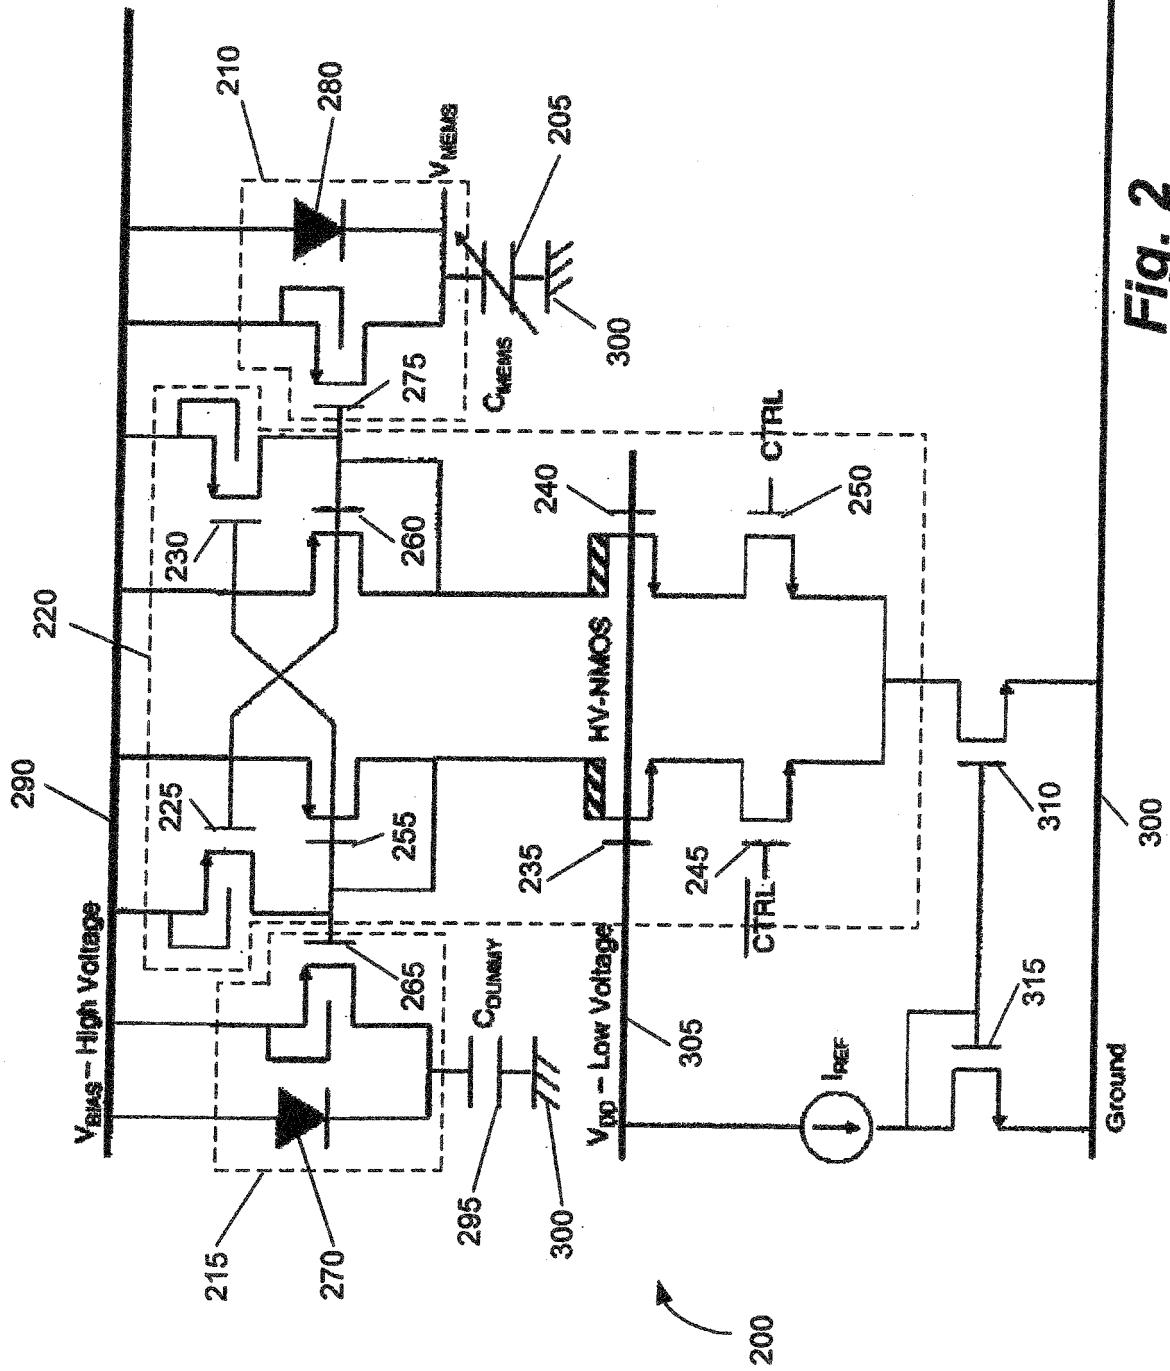 290
220
210
280
V_BIAS – High Voltage
225
230
255
260
275
V_MEMS
205
C_MEMS
300
215
270
265
C_DUMMY
295
300
HV-NMOS
235
240
V_DD – Low Voltage
305
245
250
C̅T̅R̅L̅
CTRL
I_REF
315
310
Ground
300
200
Fig. 2